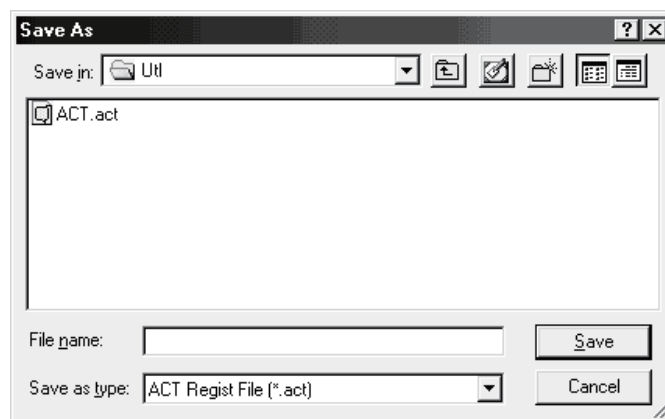 Save As
Save in: Utl
ACT.act
File name: Save
Save as type: ACT Regist File (*.act) Cancel